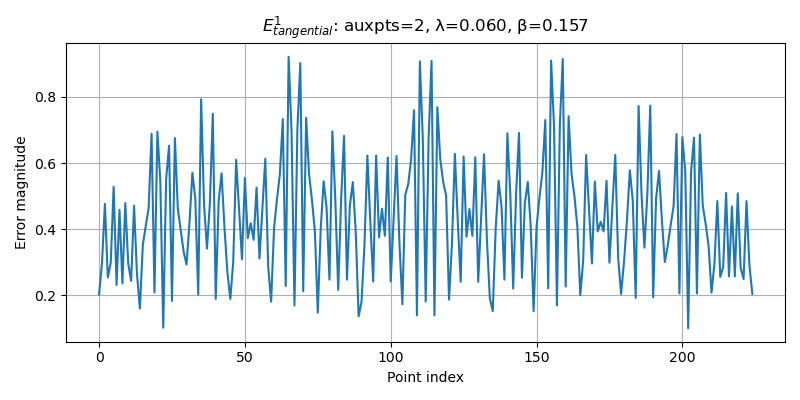 E¹tangential: auxpts=2, λ=0.060, β=0.157
Error magnitude
0.8
0.6
0.4
0.2
0 50 100 150 200
Point index